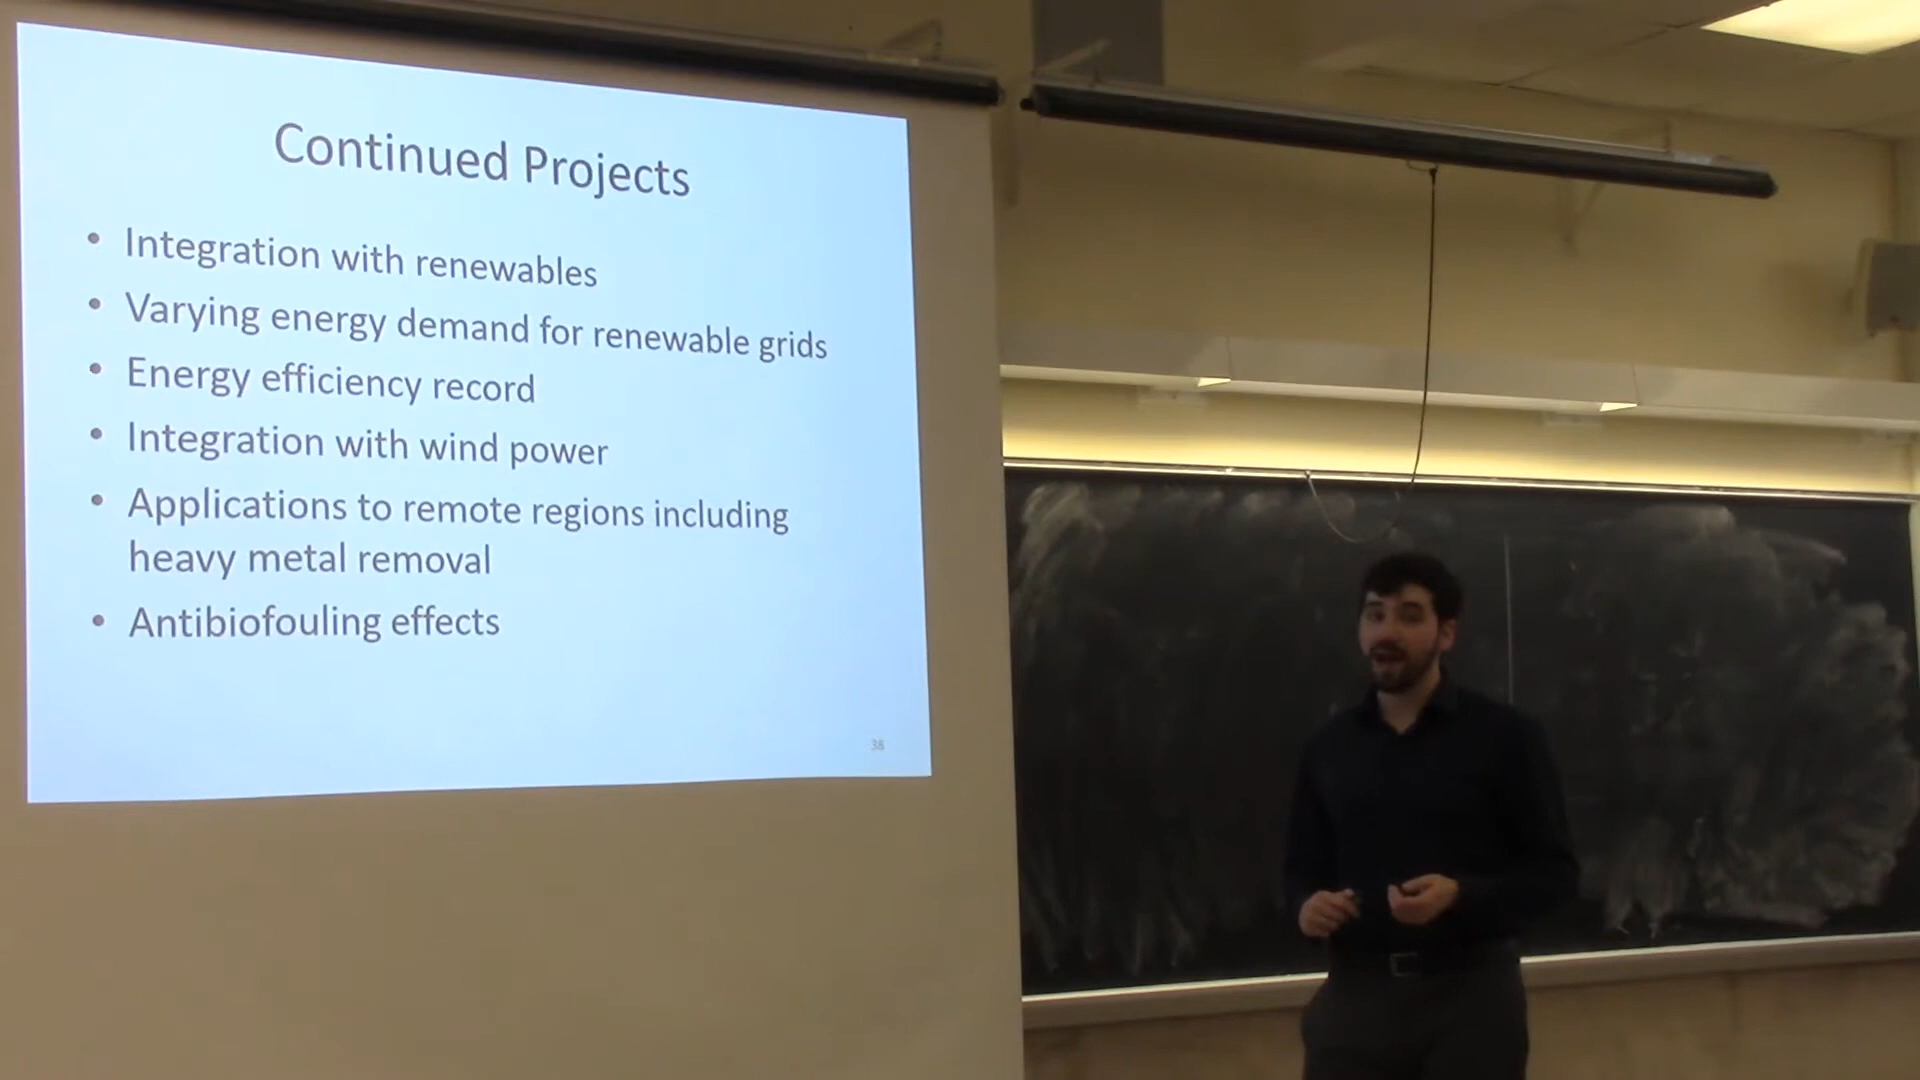 Continued Projects
• Integration with renewables
• Varying energy demand for renewable grids
• Energy efficiency record
• Integration with wind power
• Applications to remote regions including
heavy metal removal
• Antibiofouling effects